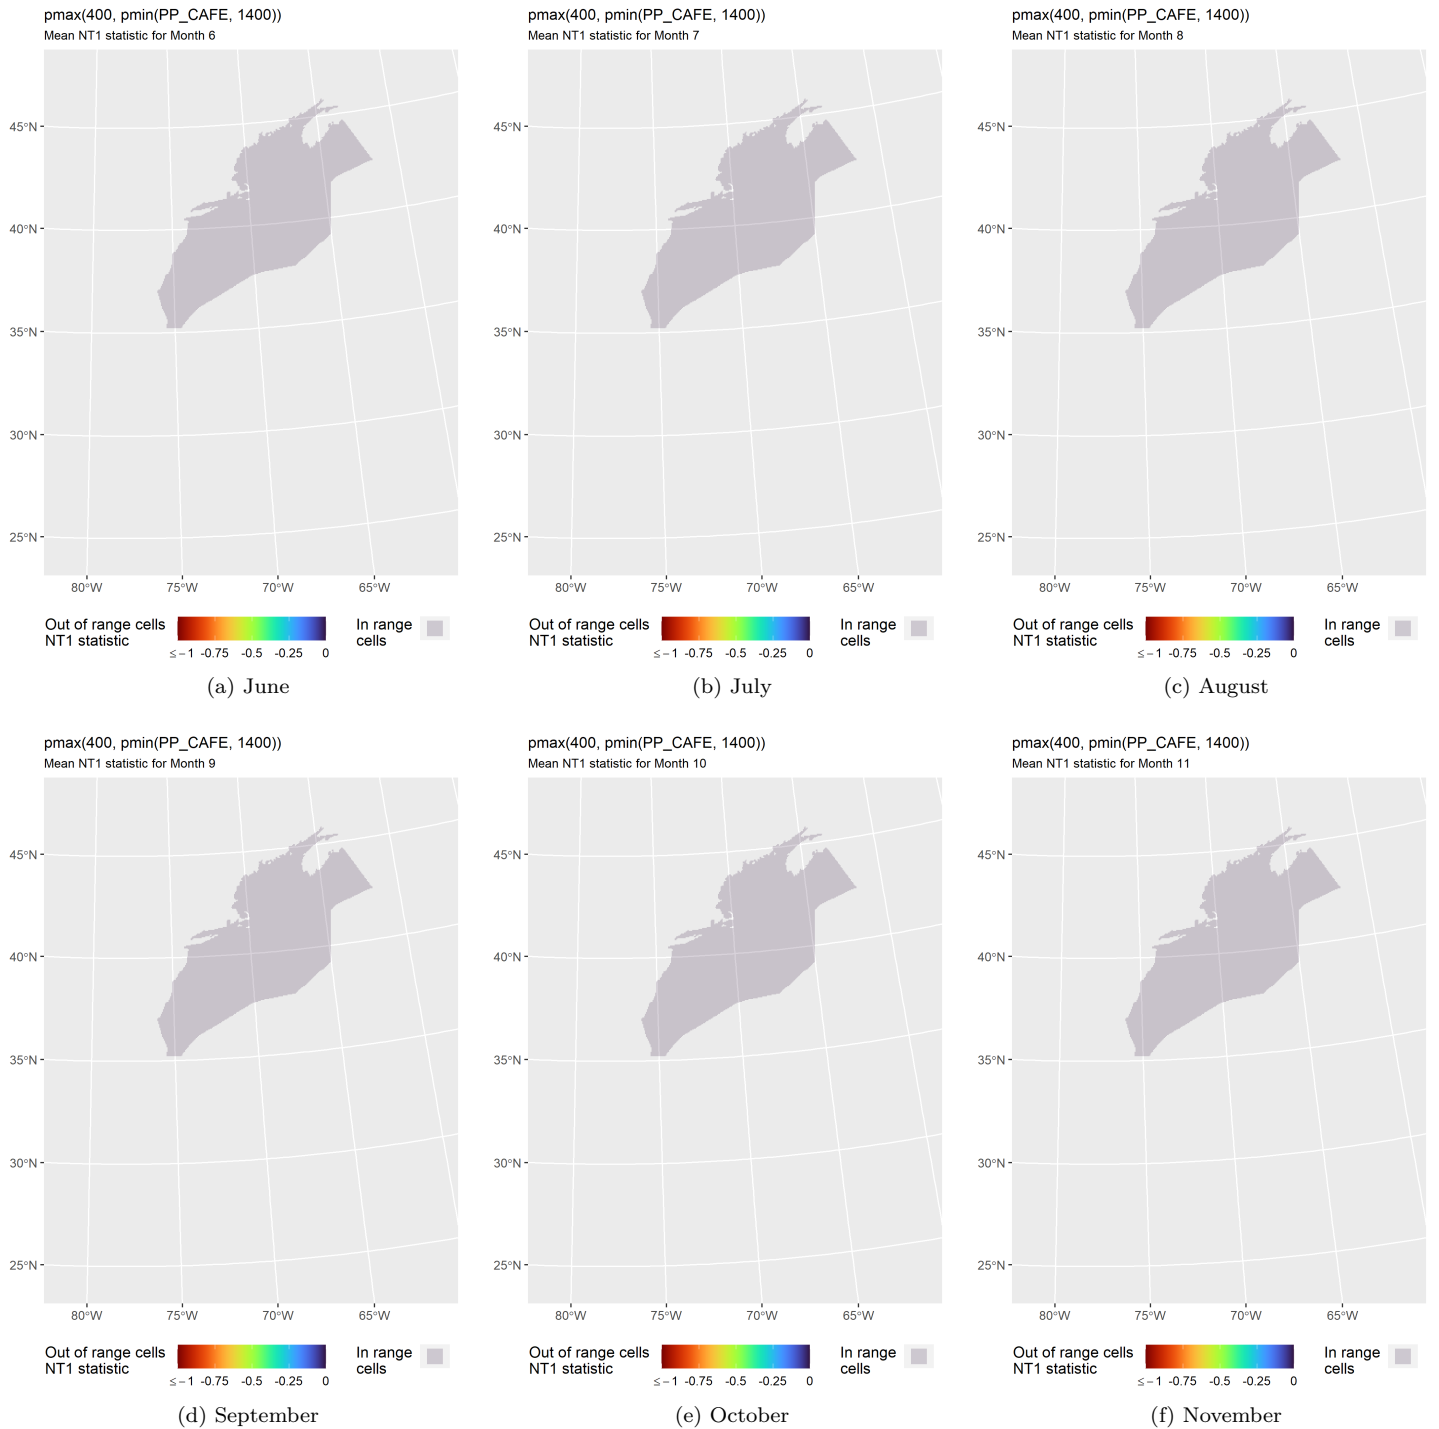 pmax(400, pmin(PP_CAFE, 1400))
Mean NT1 statistic for Month 6
45°N
40°N
35°N
30°N
25°N
80°W 75°W 70°W 65°W
Out of range cells
NT1 statistic
≤−1 -0.75 -0.5 -0.25 0
In range
cells
(a) June
pmax(400, pmin(PP_CAFE, 1400))
Mean NT1 statistic for Month 7
45°N
40°N
35°N
30°N
25°N
80°W 75°W 70°W 65°W
Out of range cells
NT1 statistic
≤−1 -0.75 -0.5 -0.25 0
In range
cells
(b) July
pmax(400, pmin(PP_CAFE, 1400))
Mean NT1 statistic for Month 8
45°N
40°N
35°N
30°N
25°N
80°W 75°W 70°W 65°W
Out of range cells
NT1 statistic
≤−1 -0.75 -0.5 -0.25 0
In range
cells
(c) August
pmax(400, pmin(PP_CAFE, 1400))
Mean NT1 statistic for Month 9
45°N
40°N
35°N
30°N
25°N
80°W 75°W 70°W 65°W
Out of range cells
NT1 statistic
≤−1 -0.75 -0.5 -0.25 0
In range
cells
(d) September
pmax(400, pmin(PP_CAFE, 1400))
Mean NT1 statistic for Month 10
45°N
40°N
35°N
30°N
25°N
80°W 75°W 70°W 65°W
Out of range cells
NT1 statistic
≤−1 -0.75 -0.5 -0.25 0
In range
cells
(e) October
pmax(400, pmin(PP_CAFE, 1400))
Mean NT1 statistic for Month 11
45°N
40°N
35°N
30°N
25°N
80°W 75°W 70°W 65°W
Out of range cells
NT1 statistic
≤−1 -0.75 -0.5 -0.25 0
In range
cells
(f) November